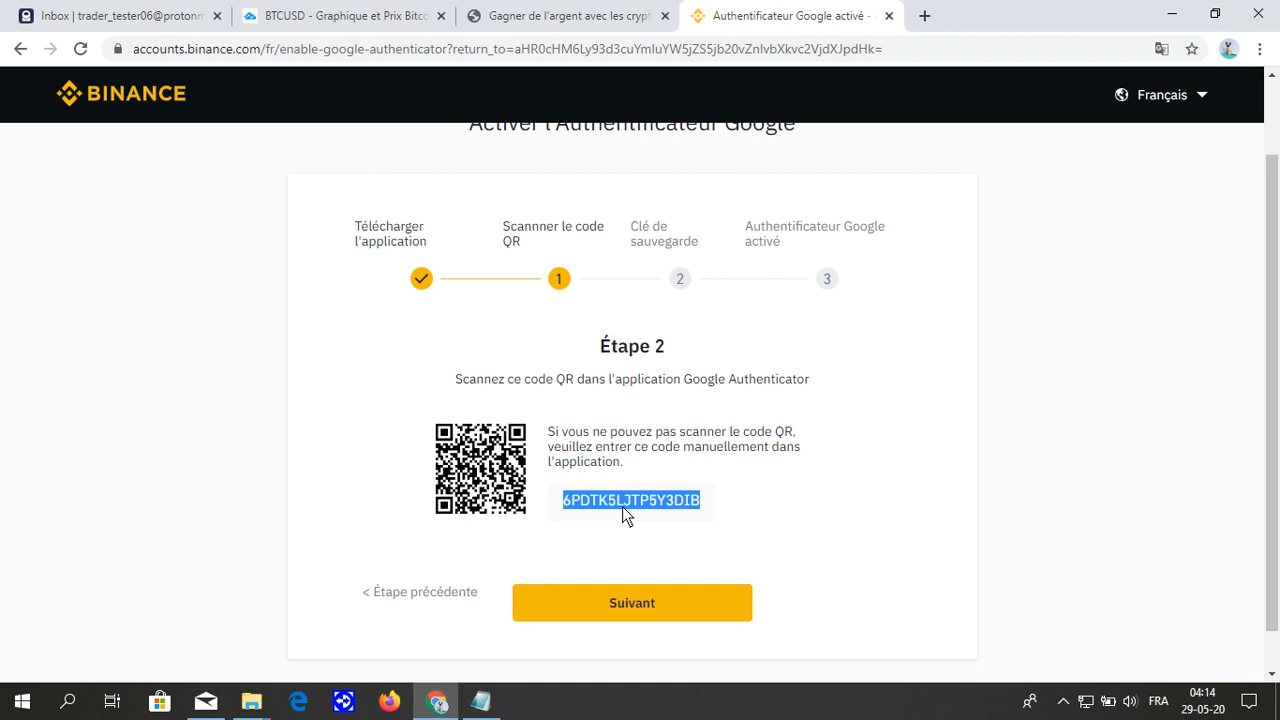 Inbox | trader_tester06@protonm
BTCUSD - Graphique et Prix Bitco
Gagner de l'argent avec les crypt
Authentificateur Google activé -
accounts.binance.com/fr/enable-google-authenticator?return_to=aHR0cHM6Ly93d3cuYmluYW5jZS5jb20vZnIvbXkvc2VjdXJpdHk=
BINANCE
Français
Activer l'Authentificateur Google
Télécharger
l'application
Scannner le code
QR
Clé de
sauvegarde
Authentificateur Google
activé
1
2
3
Étape 2
Scannez ce code QR dans l'application Google Authenticator
Si vous ne pouvez pas scanner le code QR,
veuillez entrer ce code manuellement dans
l'application.
6PDTK5LJTP5Y3DIB
< Étape précédente
Suivant
FRA
04:14
29-05-20